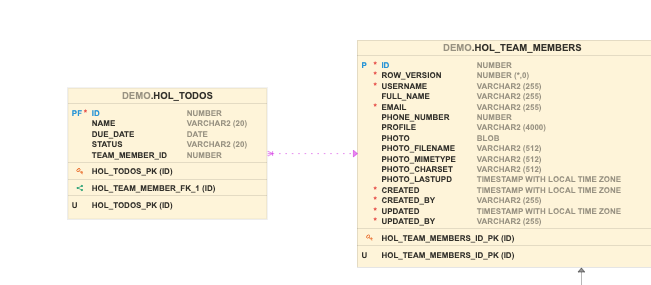 DEMO.HOL_TODOS
PF * ID NUMBER
NAME VARCHAR2 (20)
DUE_DATE DATE
STATUS VARCHAR2 (20)
TEAM_MEMBER_ID NUMBER
HOL_TODOS_PK (ID)
HOL_TEAM_MEMBER_FK_1 (ID)
U HOL_TODOS_PK (ID)
DEMO.HOL_TEAM_MEMBERS
P * ID NUMBER
* ROW_VERSION NUMBER (*,0)
* USERNAME VARCHAR2 (255)
FULL_NAME VARCHAR2 (255)
* EMAIL VARCHAR2 (255)
PHONE_NUMBER NUMBER
PROFILE VARCHAR2 (4000)
PHOTO BLOB
PHOTO_FILENAME VARCHAR2 (512)
PHOTO_MIMETYPE VARCHAR2 (512)
PHOTO_CHARSET VARCHAR2 (512)
PHOTO_LASTUPD TIMESTAMP WITH LOCAL TIME ZONE
* CREATED TIMESTAMP WITH LOCAL TIME ZONE
* CREATED_BY VARCHAR2 (255)
* UPDATED TIMESTAMP WITH LOCAL TIME ZONE
* UPDATED_BY VARCHAR2 (255)
HOL_TEAM_MEMBERS_ID_PK (ID)
U HOL_TEAM_MEMBERS_ID_PK (ID)